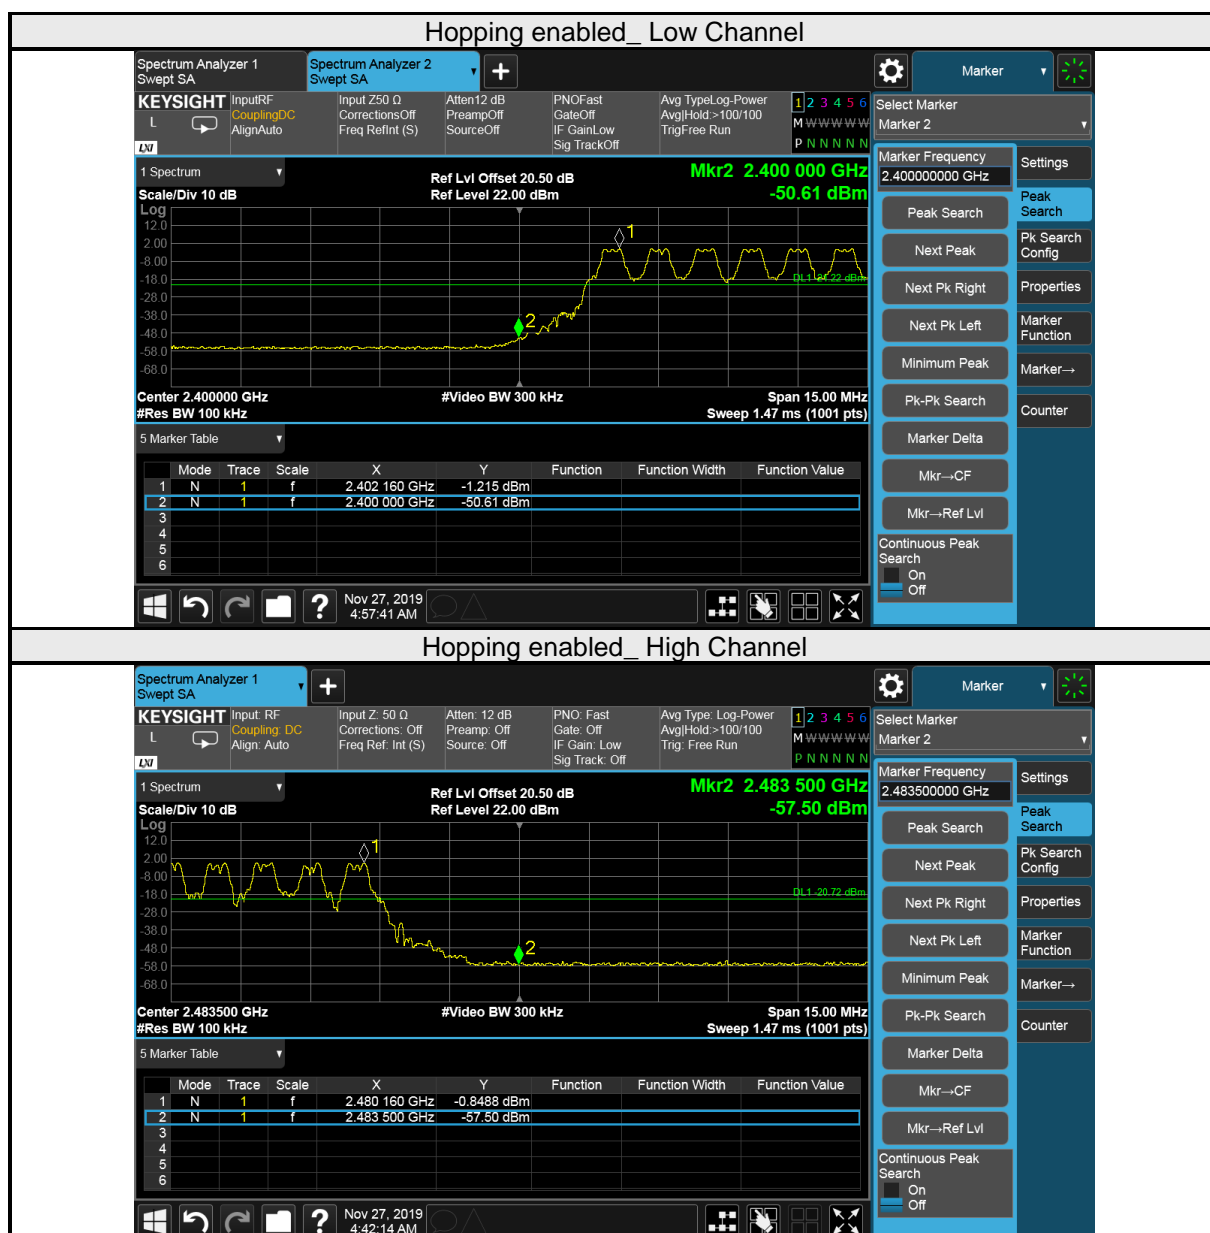 Hopping enabled_ Low Channel
Spectrum Analyzer 1
Swept SA
Spectrum Analyzer 2
Swept SA
Marker
KEYSIGHT
L
LXI
InputRF
CouplingDC
AlignAuto
Input Z50 Ω
CorrectionsOff
Freq RefInt (S)
Atten12 dB
PreampOff
SourceOff
PNOFast
GateOff
IF GainLow
Sig TrackOff
Avg TypeLog-Power
Avg|Hold:>100/100
TrigFree Run
1 2 3 4 5 6
M W W W W W
P N N N N N
Select Marker
Marker 2
1 Spectrum
Scale/Div 10 dB
Ref Lvl Offset 20.50 dB
Ref Level 22.00 dBm
Mkr2 2.400 000 GHz
-50.61 dBm
Log
12.0
2.00
-8.00
-18.0
-28.0
-38.0
-48.0
-58.0
-68.0
1
2
DL1 -21.22 dBm
Center 2.400000 GHz
#Res BW 100 kHz
#Video BW 300 kHz
Span 15.00 MHz
Sweep 1.47 ms (1001 pts)
5 Marker Table
Mode Trace Scale X Y Function Function Width Function Value
1 N 1 f 2.402 160 GHz -1.215 dBm
2 N 1 f 2.400 000 GHz -50.61 dBm
3
4
5
6
Marker Frequency
2.400000000 GHz
Peak Search
Next Peak
Next Pk Right
Next Pk Left
Minimum Peak
Pk-Pk Search
Marker Delta
Mkr→CF
Mkr→Ref Lvl
Continuous Peak
Search
On
Off
Settings
Peak
Search
Pk Search
Config
Properties
Marker
Function
Marker→
Counter
?
Nov 27, 2019
4:57:41 AM
Hopping enabled_ High Channel
Spectrum Analyzer 1
Swept SA
Marker
KEYSIGHT
L
LXI
Input: RF
Coupling: DC
Align: Auto
Input Z: 50 Ω
Corrections: Off
Freq Ref: Int (S)
Atten: 12 dB
Preamp: Off
Source: Off
PNO: Fast
Gate: Off
IF Gain: Low
Sig Track: Off
Avg Type: Log-Power
Avg|Hold:>100/100
Trig: Free Run
1 2 3 4 5 6
M W W W W W
P N N N N N
Select Marker
Marker 2
1 Spectrum
Scale/Div 10 dB
Ref Lvl Offset 20.50 dB
Ref Level 22.00 dBm
Mkr2 2.483 500 GHz
-57.50 dBm
Log
12.0
2.00
-8.00
-18.0
-28.0
-38.0
-48.0
-58.0
-68.0
1
2
DL1 -20.72 dBm
Center 2.483500 GHz
#Res BW 100 kHz
#Video BW 300 kHz
Span 15.00 MHz
Sweep 1.47 ms (1001 pts)
5 Marker Table
Mode Trace Scale X Y Function Function Width Function Value
1 N 1 f 2.480 160 GHz -0.8488 dBm
2 N 1 f 2.483 500 GHz -57.50 dBm
3
4
5
6
Marker Frequency
2.483500000 GHz
Peak Search
Next Peak
Next Pk Right
Next Pk Left
Minimum Peak
Pk-Pk Search
Marker Delta
Mkr→CF
Mkr→Ref Lvl
Continuous Peak
Search
On
Off
Settings
Peak
Search
Pk Search
Config
Properties
Marker
Function
Marker→
Counter
?
Nov 27, 2019
4:42:14 AM